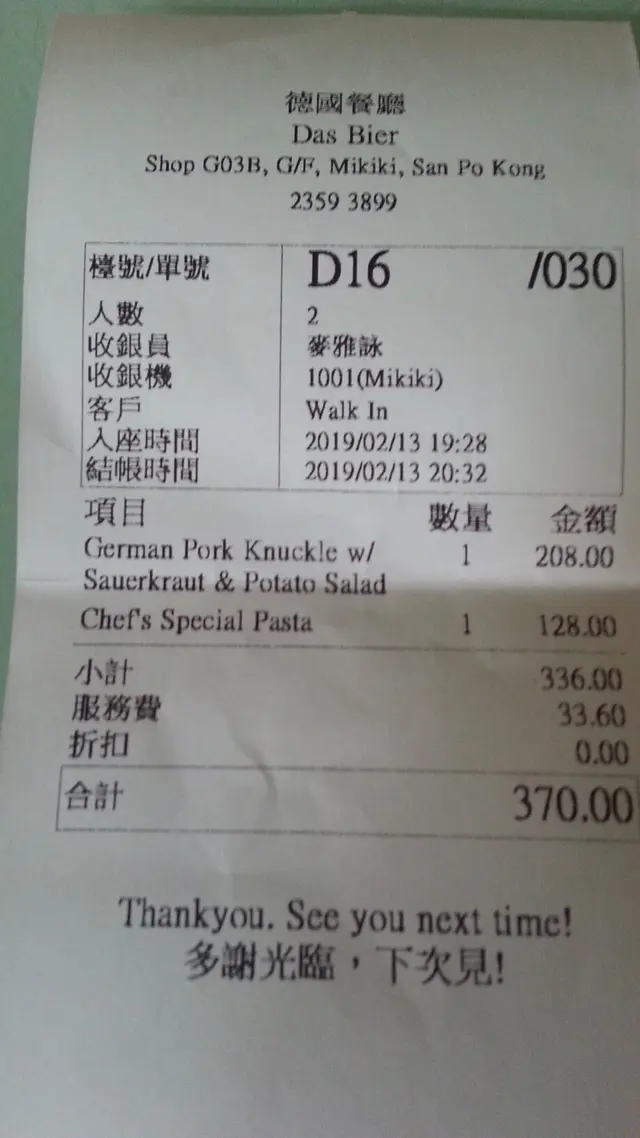 德國餐廳
Das Bier
Shop G03B, G/F, Mikiki, San Po Kong
2359 3899
檯號/單號 D16 /030
人數 2
收銀員 麥雅詠
收銀機 1001(Mikiki)
客戶 Walk In
入座時間 2019/02/13 19:28
結帳時間 2019/02/13 20:32
項目 數量 金額
German Pork Knuckle w/ 1 208.00
Sauerkraut & Potato Salad
Chef's Special Pasta 1 128.00
小計 336.00
服務費 33.60
折扣 0.00
合計 370.00
Thankyou. See you next time!
多謝光臨，下次見!